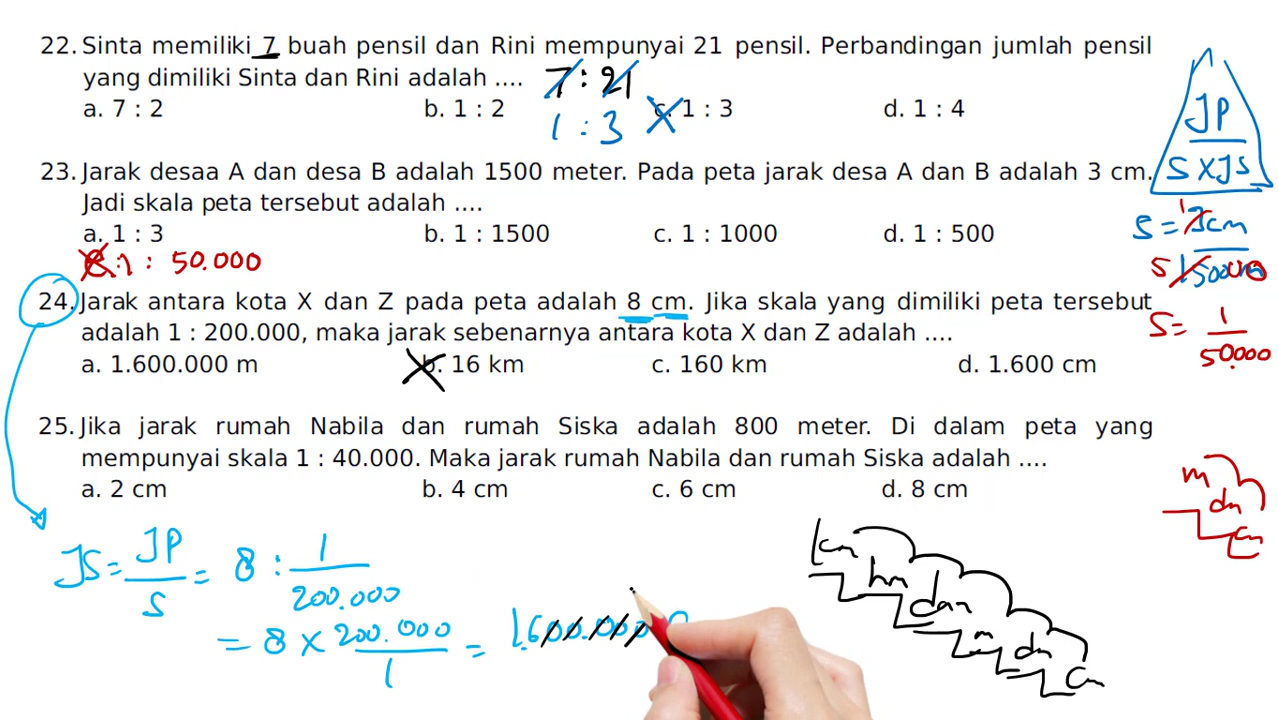 22. Sinta memiliki 7 buah pensil dan Rini mempunyai 21 pensil. Perbandingan jumlah pensil
yang dimiliki Sinta dan Rini adalah ....
7 : 21
a. 7 : 2 b. 1 : 2 c. 1 : 3 d. 1 : 4
1 : 3
23. Jarak desaa A dan desa B adalah 1500 meter. Pada peta jarak desa A dan B adalah 3 cm.
Jadi skala peta tersebut adalah ....
a. 1 : 3 b. 1 : 1500 c. 1 : 1000 d. 1 : 500
1 : 50.000
24. Jarak antara kota X dan Z pada peta adalah 8 cm. Jika skala yang dimiliki peta tersebut
adalah 1 : 200.000, maka jarak sebenarnya antara kota X dan Z adalah ....
a. 1.600.000 m b. 16 km c. 160 km d. 1.600 cm
25. Jika jarak rumah Nabila dan rumah Siska adalah 800 meter. Di dalam peta yang
mempunyai skala 1 : 40.000. Maka jarak rumah Nabila dan rumah Siska adalah ....
a. 2 cm b. 4 cm c. 6 cm d. 8 cm
JS = JP / S = 8 : 1 / 200.000
= 8 x 200.000 / 1 = 1.600.000
JP
S x JS
S = 3cm
S = 1 / 50.000
m
dm
cm
km
hm
dam
m
dm
cm